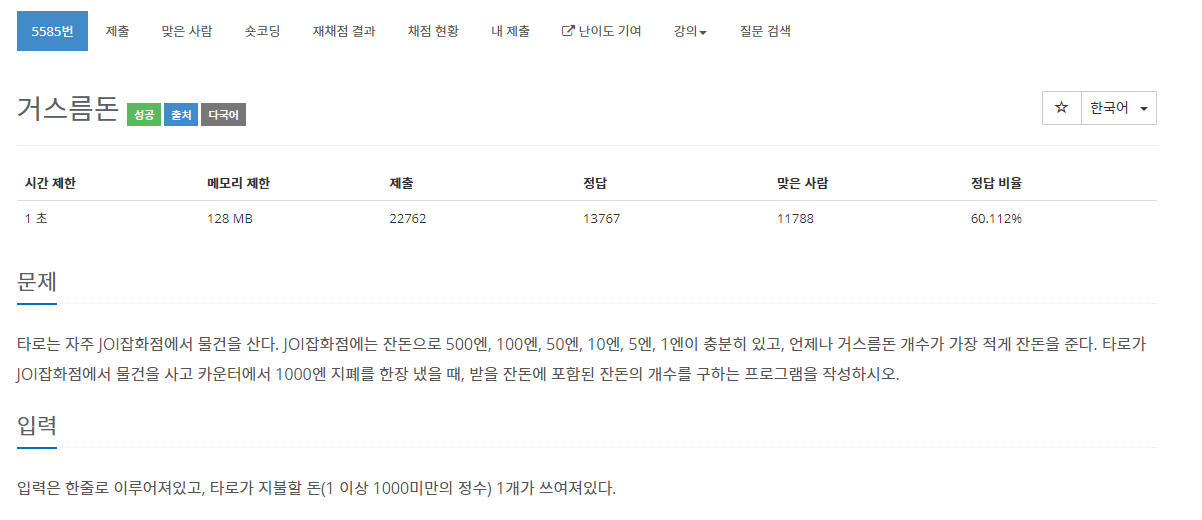 5585번 제출 맞은 사람 숏코딩 재채점 결과 채점 현황 내 제출 난이도 기여 강의 질문 검색
거스름돈 성공 출처 다국어 ☆ 한국어
시간 제한 메모리 제한 제출 정답 맞은 사람 정답 비율
1 초 128 MB 22762 13767 11788 60.112%
문제
타로는 자주 JOI잡화점에서 물건을 산다. JOI잡화점에는 잔돈으로 500엔, 100엔, 50엔, 10엔, 5엔, 1엔이 충분히 있고, 언제나 거스름돈 개수가 가장 적게 잔돈을 준다. 타로가
JOI잡화점에서 물건을 사고 카운터에서 1000엔 지폐를 한장 냈을 때, 받을 잔돈에 포함된 잔돈의 개수를 구하는 프로그램을 작성하시오.
입력
입력은 한줄로 이루어져있고, 타로가 지불할 돈(1 이상 1000미만의 정수) 1개가 쓰여져있다.